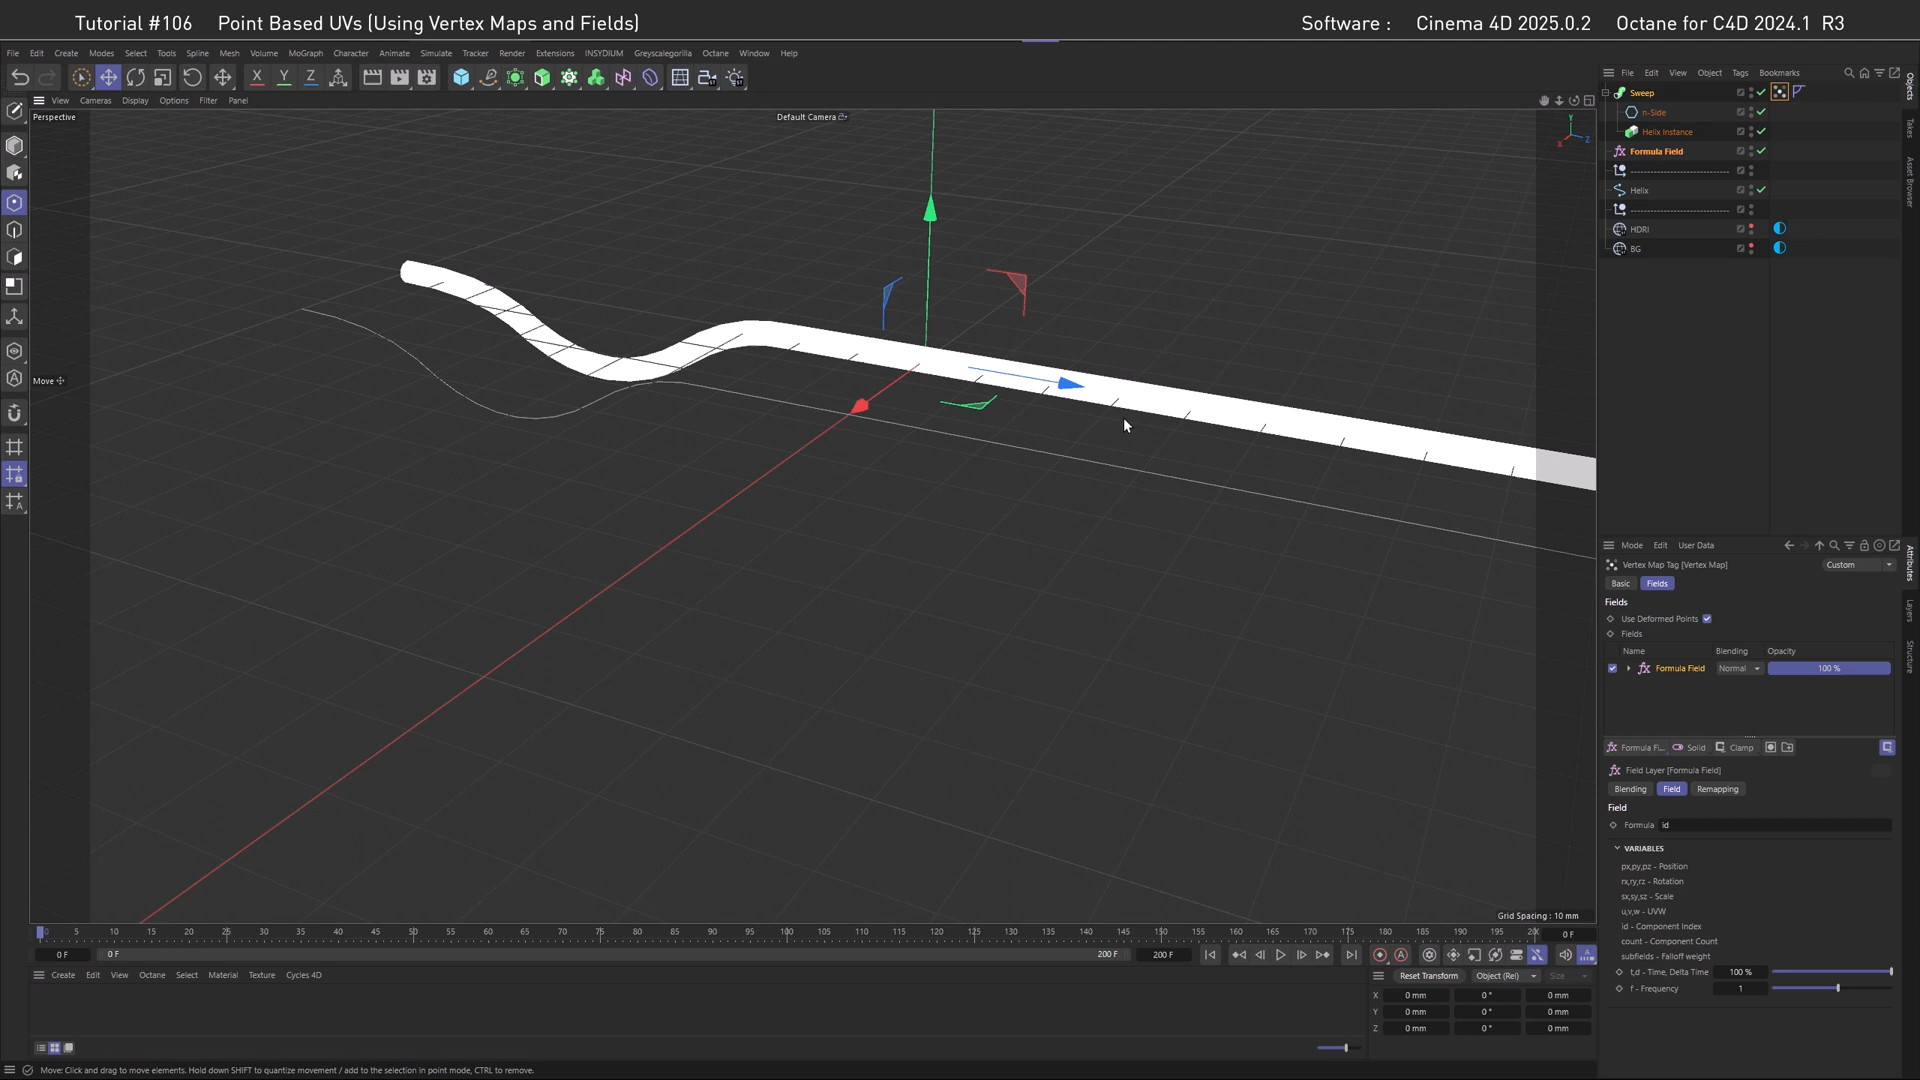 Tutorial #106 Point Based UVs (Using Vertex Maps and Fields) Software : Cinema 4D 2025.0.2 Octane for C4D 2024.1 R3
File Edit Create Modes Select Tools Spline Mesh Volume MoGraph Character Animate Simulate Tracker Render Extensions INSYDIUM Greyscalegorilla Octane Window Help
X Y Z
File Edit View Object Tags Bookmarks
View Cameras Display Options Filter Panel
Perspective
Default Camera
Y
X
Z
Move
Sweep
n-Side
Helix Instance
Formula Field
----------------------------
Helix
----------------------------
HDRI
BG
Objects
Takes
Asset Browser
Mode Edit User Data
Vertex Map Tag [Vertex Map] Custom
Basic Fields
Fields
Use Deformed Points
Fields
Name Blending Opacity
Formula Field Normal 100 %
Formula Fi... Solid Clamp
Field Layer [Formula Field]
Blending Field Remapping
Field
Formula id
VARIABLES
px,py,pz - Position
rx,ry,rz - Rotation
sx,sy,sz - Scale
u,v,w - UVW
id - Component Index
count - Component Count
subfields - Falloff weight
t,d - Time, Delta Time 100 %
f - Frequency 1
Attributes
Layers
Structure
Grid Spacing : 10 mm
0 5 10 15 20 25 30 35 40 45 50 55 60 65 70 75 80 85 90 95 100 105 110 115 120 125 130 135 140 145 150 155 160 165 170 175 180 185 190 195 20 0 F
0 F 0 F 200 F 200 F
Create Edit View Octane Select Material Texture Cycles 4D
Reset Transform Object (Rel) Size
X 0 mm 0 ° 0 mm
Y 0 mm 0 ° 0 mm
Z 0 mm 0 ° 0 mm
Move: Click and drag to move elements. Hold down SHIFT to quantize movement / add to the selection in point mode, CTRL to remove.